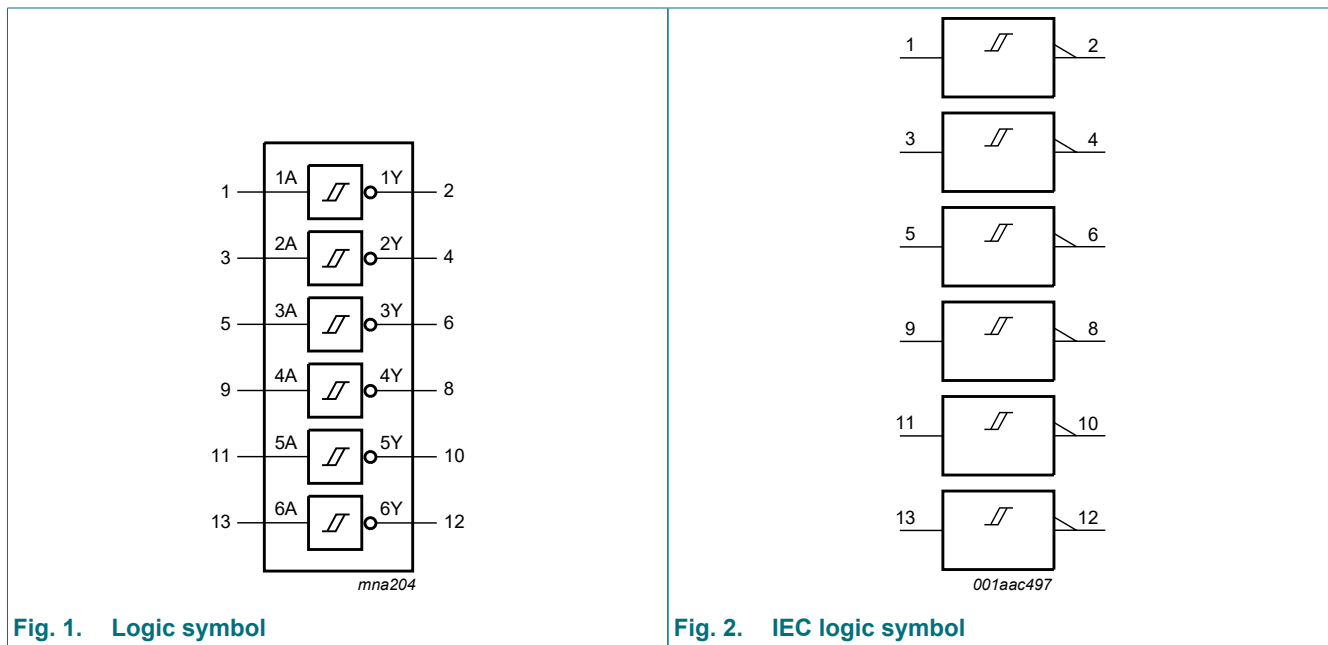 1 1A 1Y 2
3 2A 2Y 4
5 3A 3Y 6
9 4A 4Y 8
11 5A 5Y 10
13 6A 6Y 12
mna204
Fig. 1. Logic symbol
1 2
3 4
5 6
9 8
11 10
13 12
001aac497
Fig. 2. IEC logic symbol